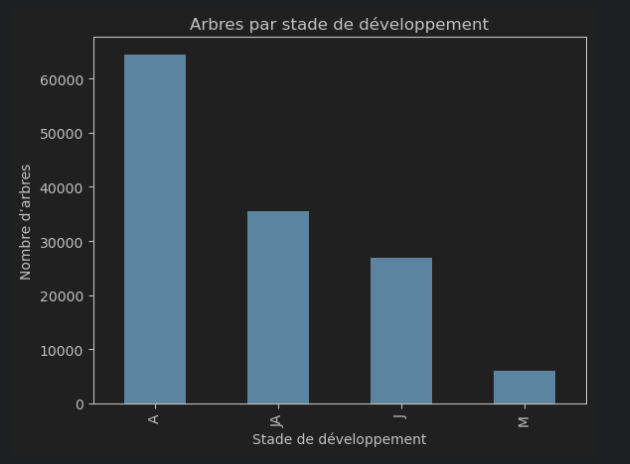 Arbres par stade de développement
Nombre d’arbres
60000
50000
40000
30000
20000
10000
0
A
JA
J
M
Stade de développement